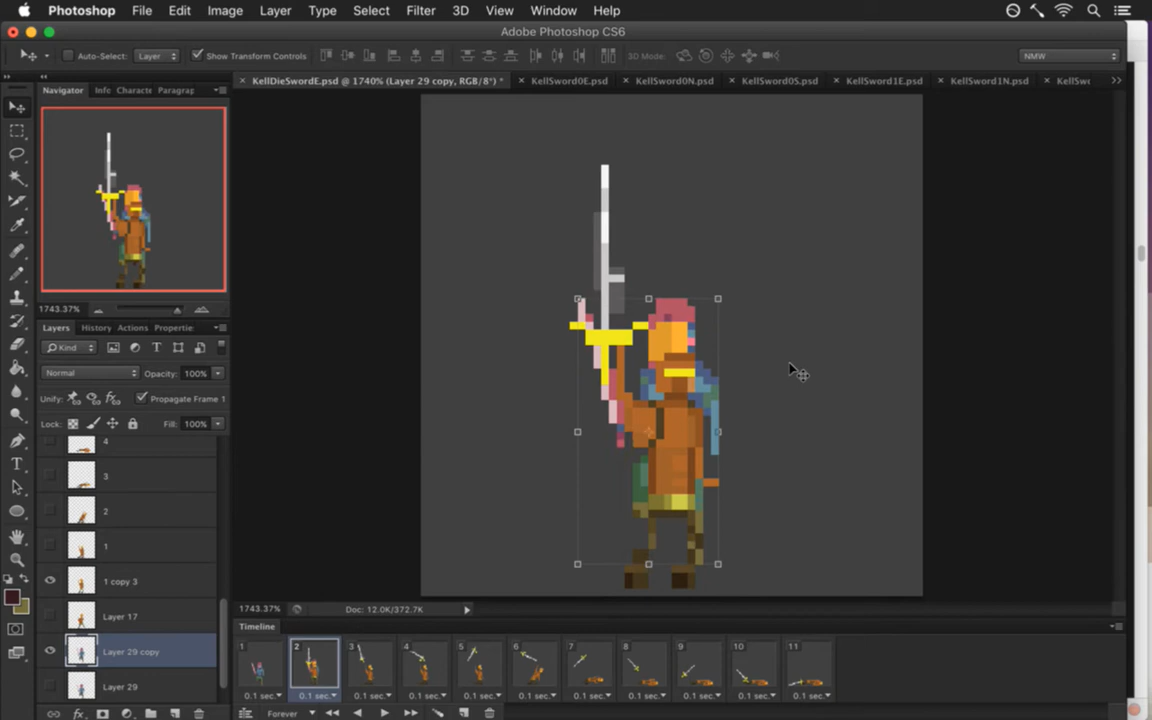 Photoshop File Edit Image Layer Type Select Filter 3D View Window Help
Adobe Photoshop CS6
Auto-Select: Layer Show Transform Controls 3D Mode: NMW
KellDieSwordE.psd @ 1740% (Layer 29 copy, RGB/8*) * KellSword0E.psd KellSword0N.psd KellSword0S.psd KellSword1E.psd KellSword1N.psd KellSw
Navigator Info Characte Paragrap
1743.37%
Layers History Actions Propertie
Kind
Normal Opacity: 100%
Unify: Propagate Frame 1
Lock: Fill: 100%
4
3
2
1
1 copy 3
Layer 17
Layer 29 copy
Layer 29
1743.37% Doc: 12.0K/372.7K
Timeline
1 2 3 4 5 6 7 8 9 10 11
0.1 sec. 0.1 sec. 0.1 sec. 0.1 sec. 0.1 sec. 0.1 sec. 0.1 sec. 0.1 sec. 0.1 sec. 0.1 sec. 0.1 sec.
Forever